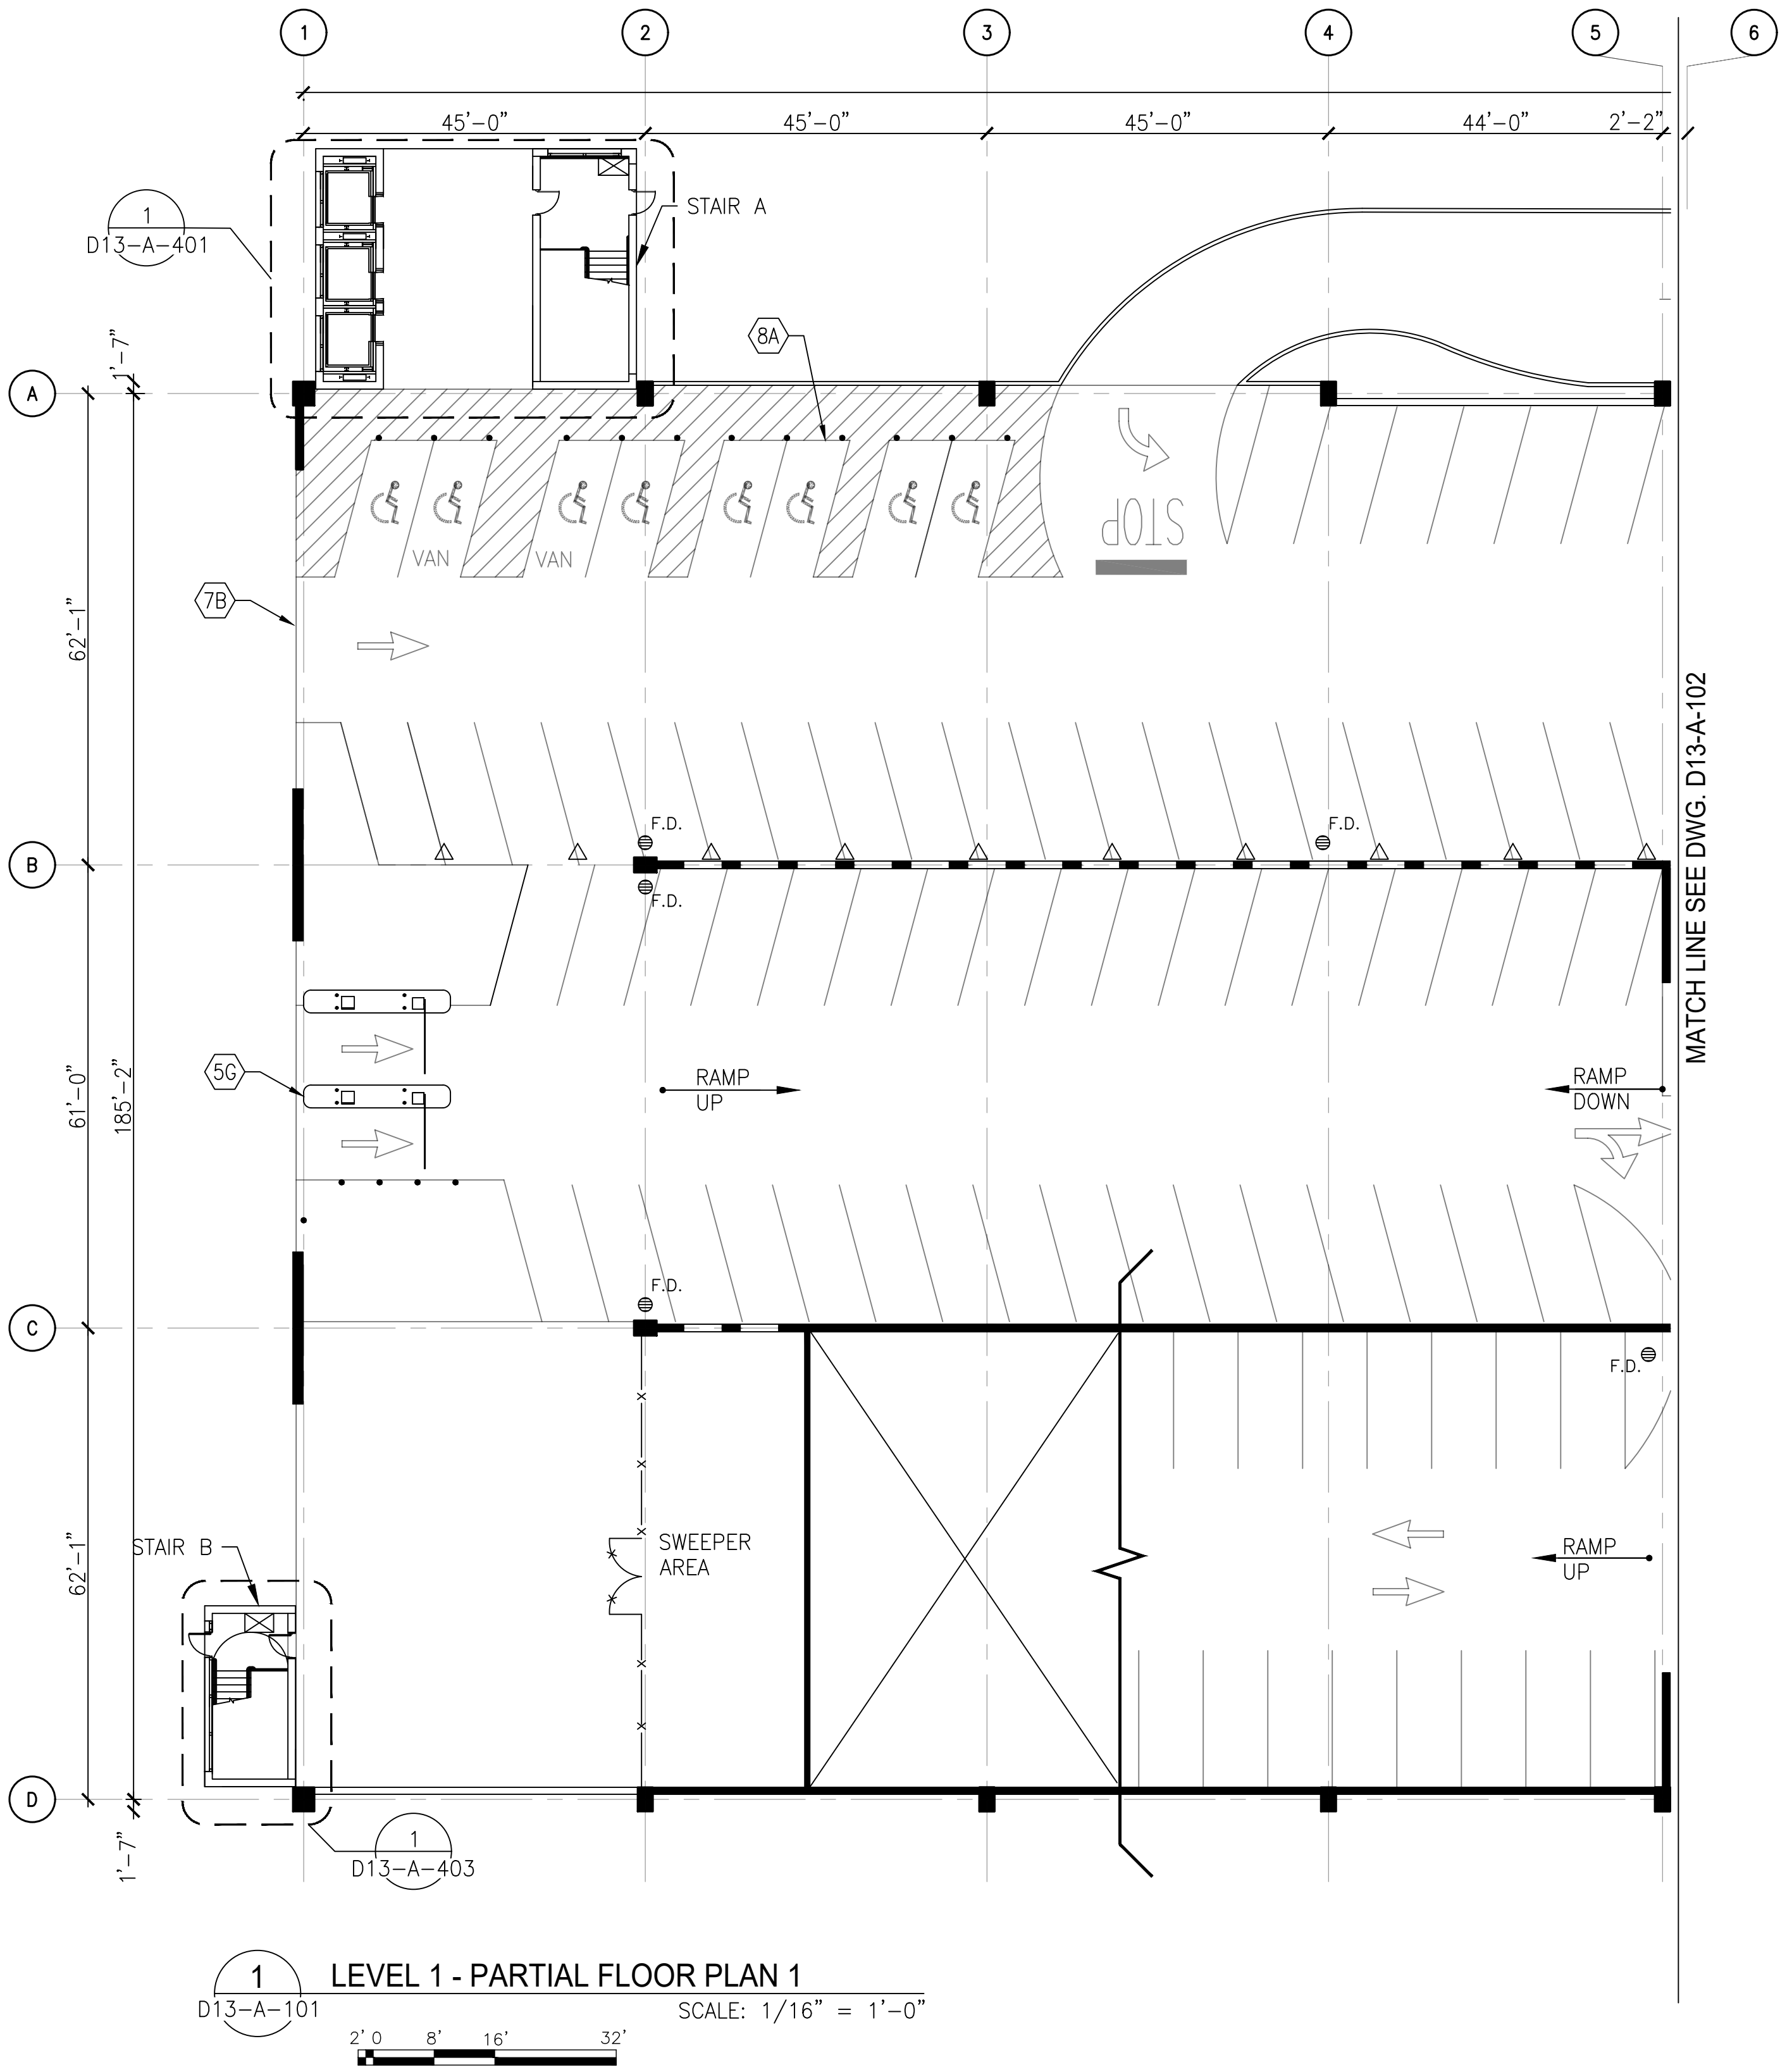 1 2 3 4 5 6
45'-0" 45'-0" 45'-0" 44'-0" 2'-2"
STAIR A
1
D13-A-401
8A
1'-7"
A
STOP
VAN VAN
7B
62'-1"
MATCH LINE SEE DWG. D13-A-102
F.D. F.D.
B
F.D.
5G
61'-0"
185'-2"
RAMP
UP
RAMP
DOWN
F.D.
C
F.D.
STAIR B
SWEEPER
AREA
RAMP
UP
62'-1"
D
1'-7"
1
D13-A-403
1
D13-A-101
LEVEL 1 - PARTIAL FLOOR PLAN 1
SCALE: 1/16" = 1'-0"
2' 0 8' 16' 32'